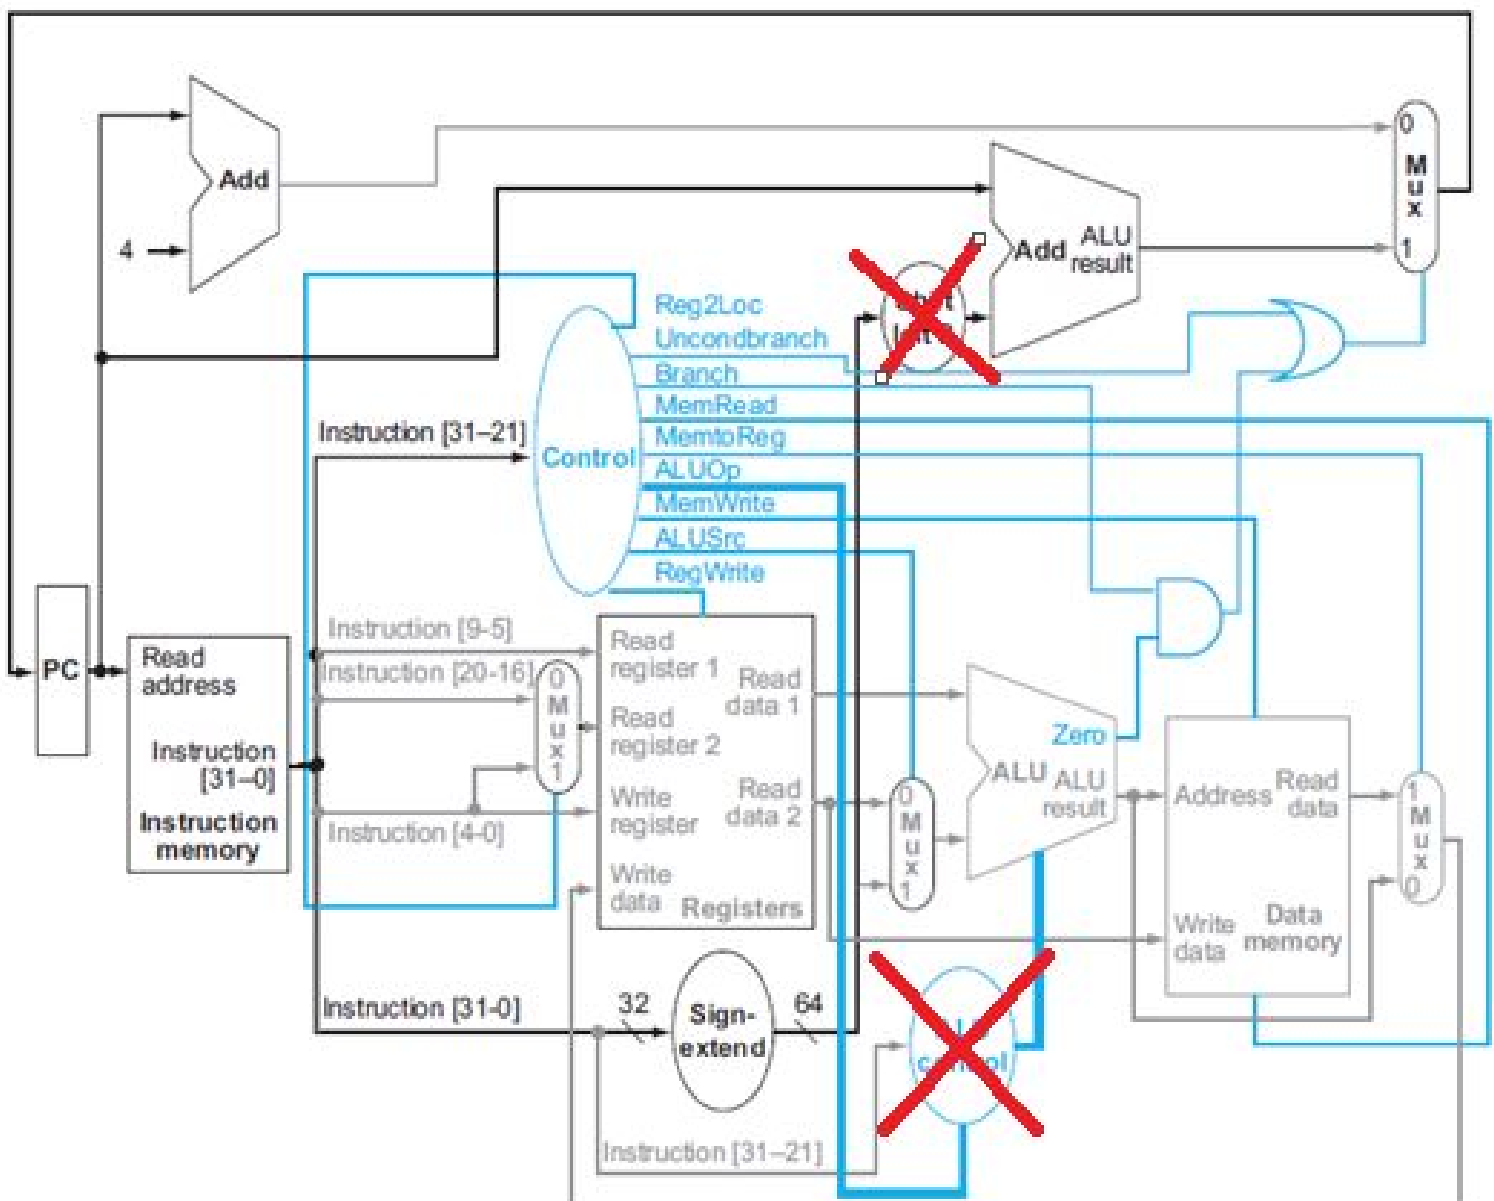 Add
4
0
M
u
x
1
Add
ALU
result
Reg2Loc
Uncondbranch
Branch
MemRead
MemtoReg
ALUOp
MemWrite
ALUSrc
RegWrite
Control
Instruction [31–21]
PC
Read
address
Instruction
[31–0]
Instruction
memory
Instruction [9-5]
Instruction [20-16]
Instruction [4-0]
0
M
u
x
1
Read
register 1
Read
register 2
Write
register
Write
data
Read
data 1
Read
data 2
Registers
0
M
u
x
1
Zero
ALU
ALU
result
Address
Read
data
Write
data
Data
memory
1
M
u
x
0
Instruction [31-0]
32
Sign-
extend
64
Instruction [31–21]